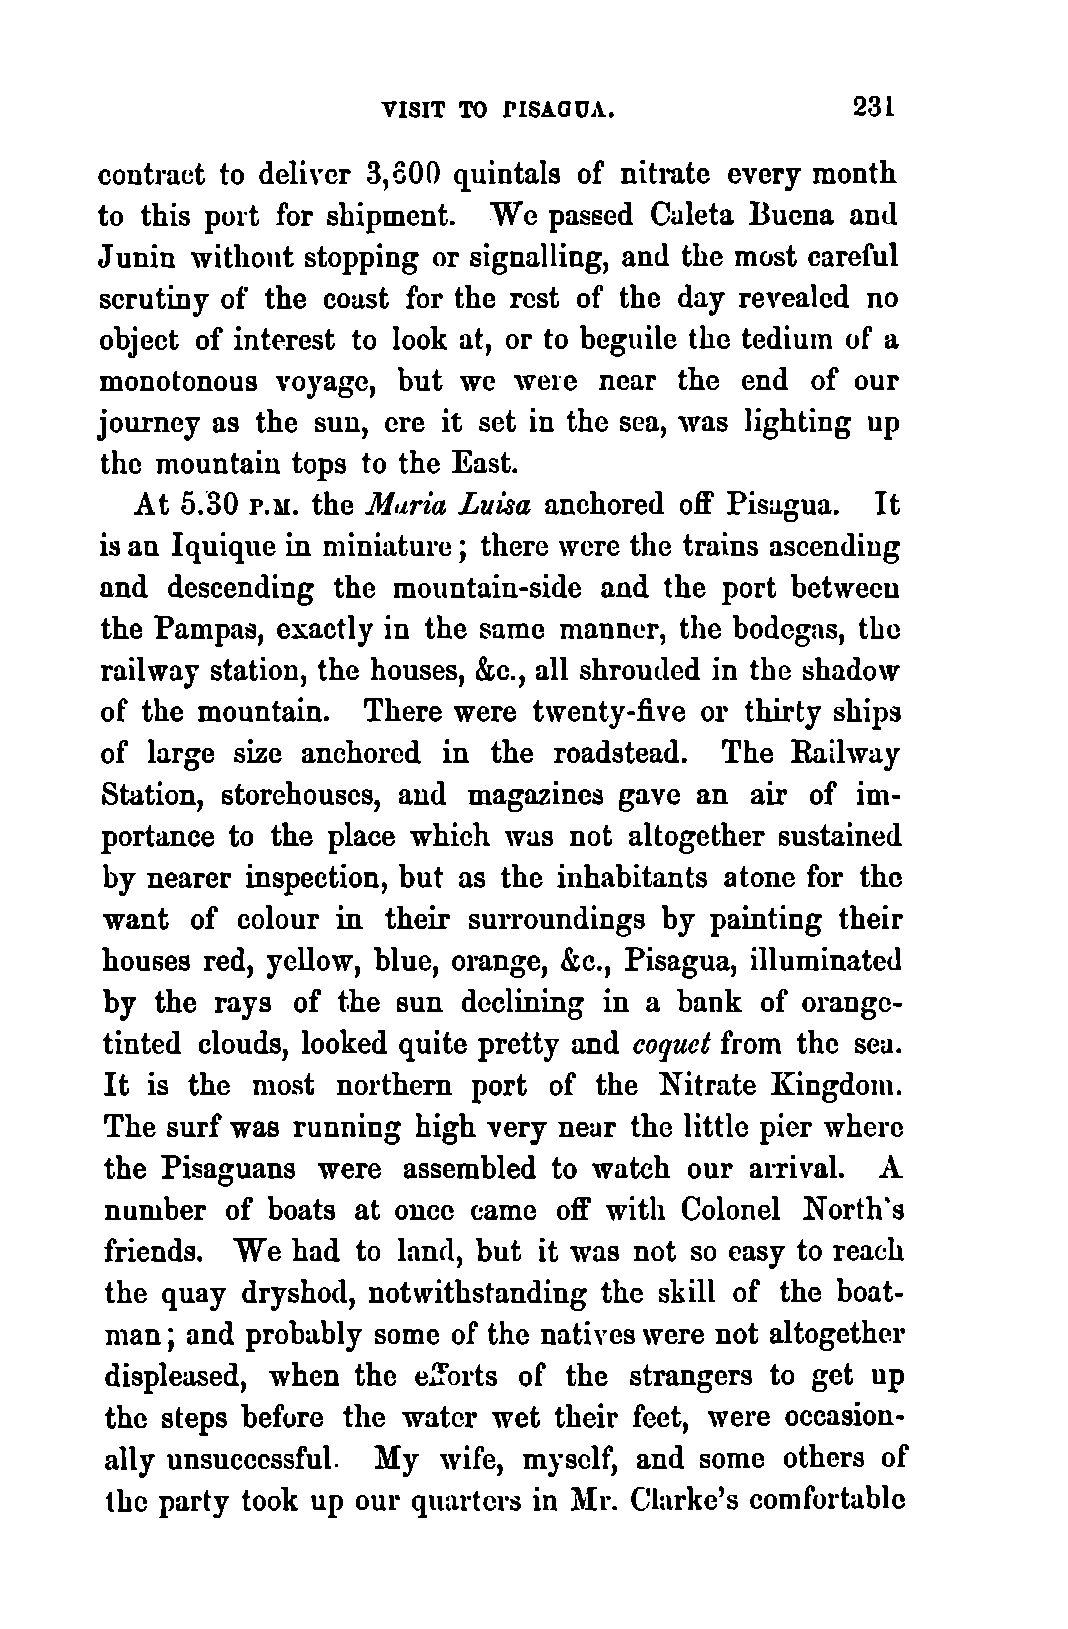 VISIT TO PISAGUA. 231
contract to deliver 3,600 quintals of nitrate every month
to this port for shipment. We passed Caleta Buena and
Junin without stopping or signalling, and the most careful
scrutiny of the coast for the rest of the day revealed no
object of interest to look at, or to beguile the tedium of a
monotonous voyage, but we were near the end of our
journey as the sun, ere it set in the sea, was lighting up
the mountain tops to the East.
At 5.30 P.M. the Maria Luisa anchored off Pisagua. It
is an Iquique in miniature; there were the trains ascending
and descending the mountain-side and the port between
the Pampas, exactly in the same manner, the bodegas, the
railway station, the houses, &c., all shrouded in the shadow
of the mountain. There were twenty-five or thirty ships
of large size anchored in the roadstead. The Railway
Station, storehouses, and magazines gave an air of im-
portance to the place which was not altogether sustained
by nearer inspection, but as the inhabitants atone for the
want of colour in their surroundings by painting their
houses red, yellow, blue, orange, &c., Pisagua, illuminated
by the rays of the sun declining in a bank of orange-
tinted clouds, looked quite pretty and coquet from the sea.
It is the most northern port of the Nitrate Kingdom.
The surf was running high very near the little pier where
the Pisaguans were assembled to watch our arrival. A
number of boats at once came off with Colonel North's
friends. We had to land, but it was not so easy to reach
the quay dryshod, notwithstanding the skill of the boat-
man; and probably some of the natives were not altogether
displeased, when the efforts of the strangers to get up
the steps before the water wet their feet, were occasion-
ally unsuccessful. My wife, myself, and some others of
the party took up our quarters in Mr. Clarke's comfortable